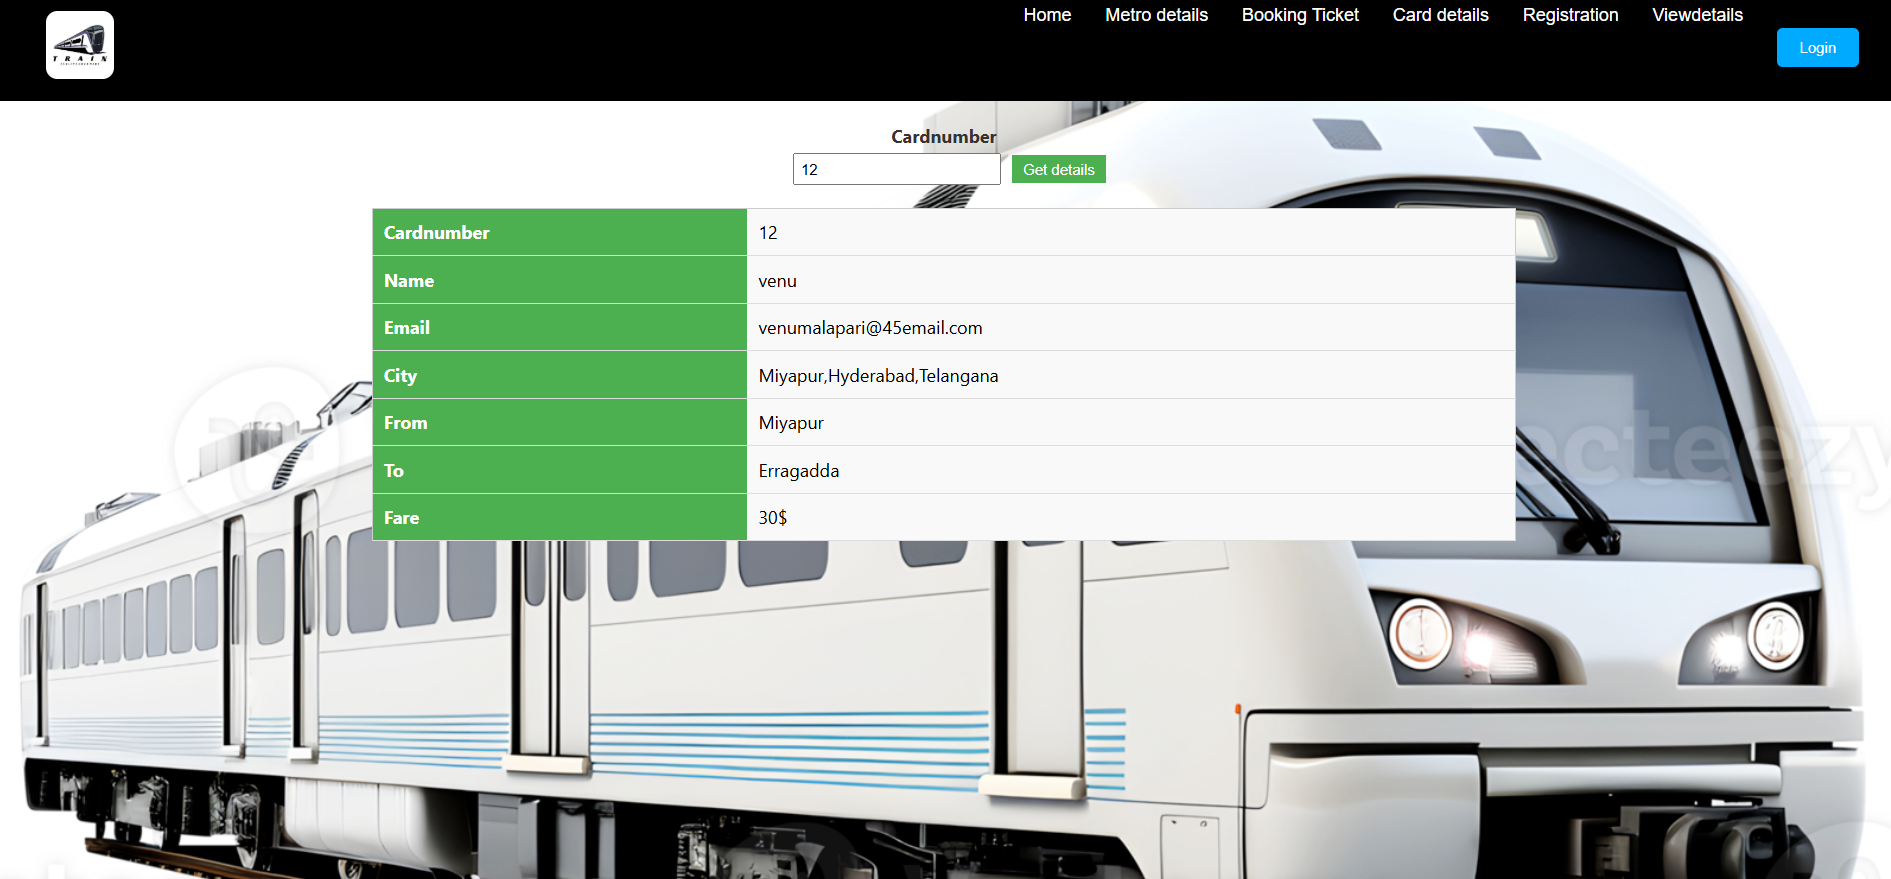 Home Metro details Booking Ticket Card details Registration Viewdetails
Login
TRAIN
Cardnumber
12 Get details
Cardnumber 12
Name venu
Email venumalapari@45email.com
City Miyapur,Hyderabad,Telangana
From Miyapur
To Erragadda
Fare 30$
ecteezy